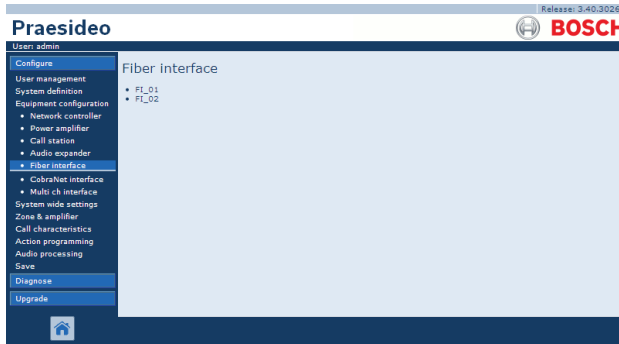 Release: 3.40.3026
Praesideo
BOSCH
User: admin
Configure
User management
System definition
Equipment configuration
• Network controller
• Power amplifier
• Call station
• Audio expander
• Fiber interface
• CobraNet interface
• Multi ch interface
System wide settings
Zone & amplifier
Call characteristics
Action programming
Audio processing
Save
Diagnose
Upgrade
Fiber interface
• FI_01
• FI_02